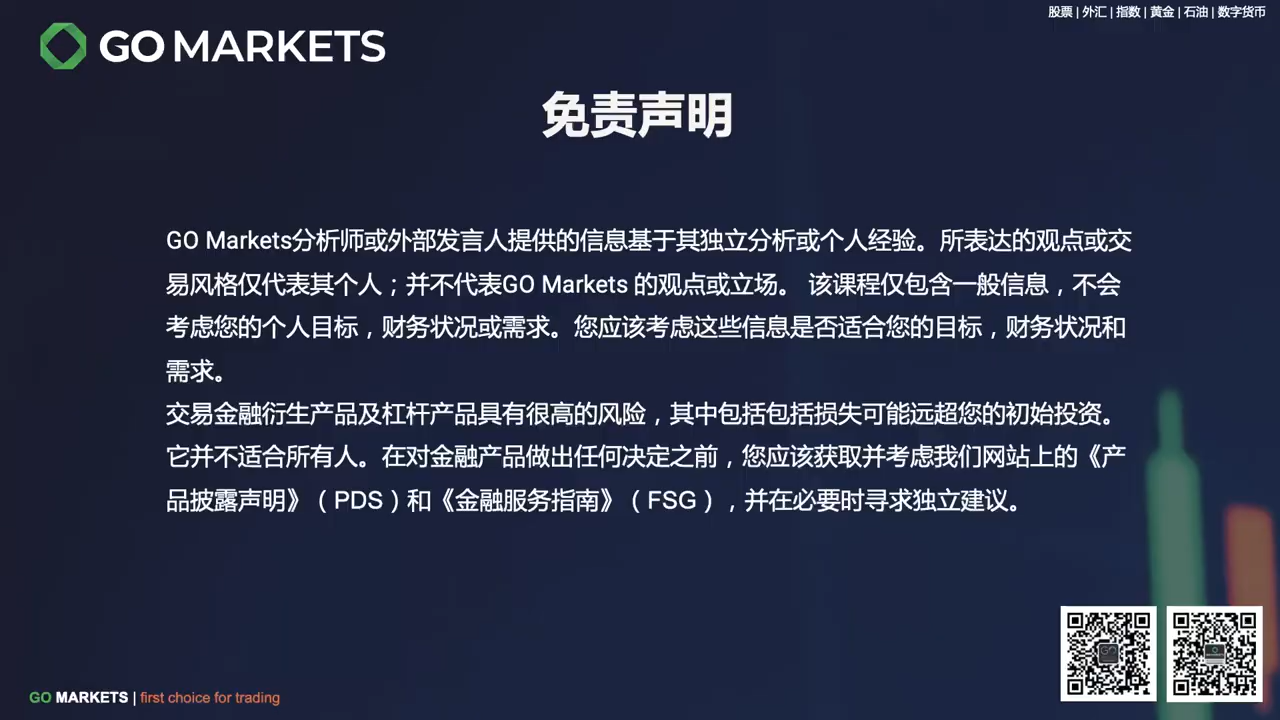 股票 | 外汇 | 指数 | 黄金 | 石油 | 数字货币
GO MARKETS
免责声明
GO Markets分析师或外部发言人提供的信息基于其独立分析或个人经验。所表达的观点或交
易风格仅代表其个人；并不代表GO Markets 的观点或立场。 该课程仅包含一般信息，不会
考虑您的个人目标，财务状况或需求。您应该考虑这些信息是否适合您的目标，财务状况和
需求。
交易金融衍生产品及杠杆产品具有很高的风险，其中包括包括损失可能远超您的初始投资。
它并不适合所有人。在对金融产品做出任何决定之前，您应该获取并考虑我们网站上的《产
品披露声明》（PDS）和《金融服务指南》（FSG），并在必要时寻求独立建议。
GO MARKETS | first choice for trading